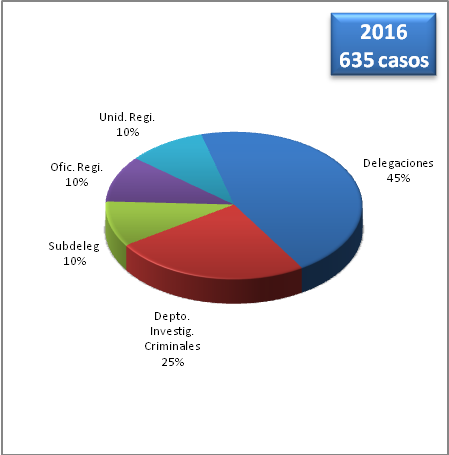 2016
635 casos
Unid. Regi.
10%
Delegaciones
45%
Ofic. Regi.
10%
Subdeleg
10%
Depto.
Investig.
Criminales
25%